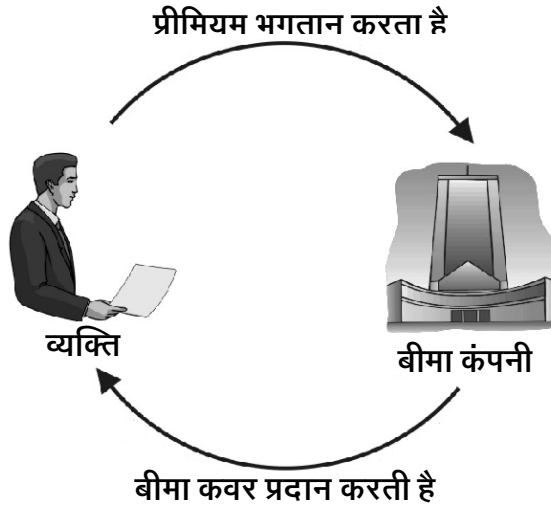 प्रीमियम भगतान करता है
व्यक्ति
बीमा कंपनी
बीमा कवर प्रदान करती है